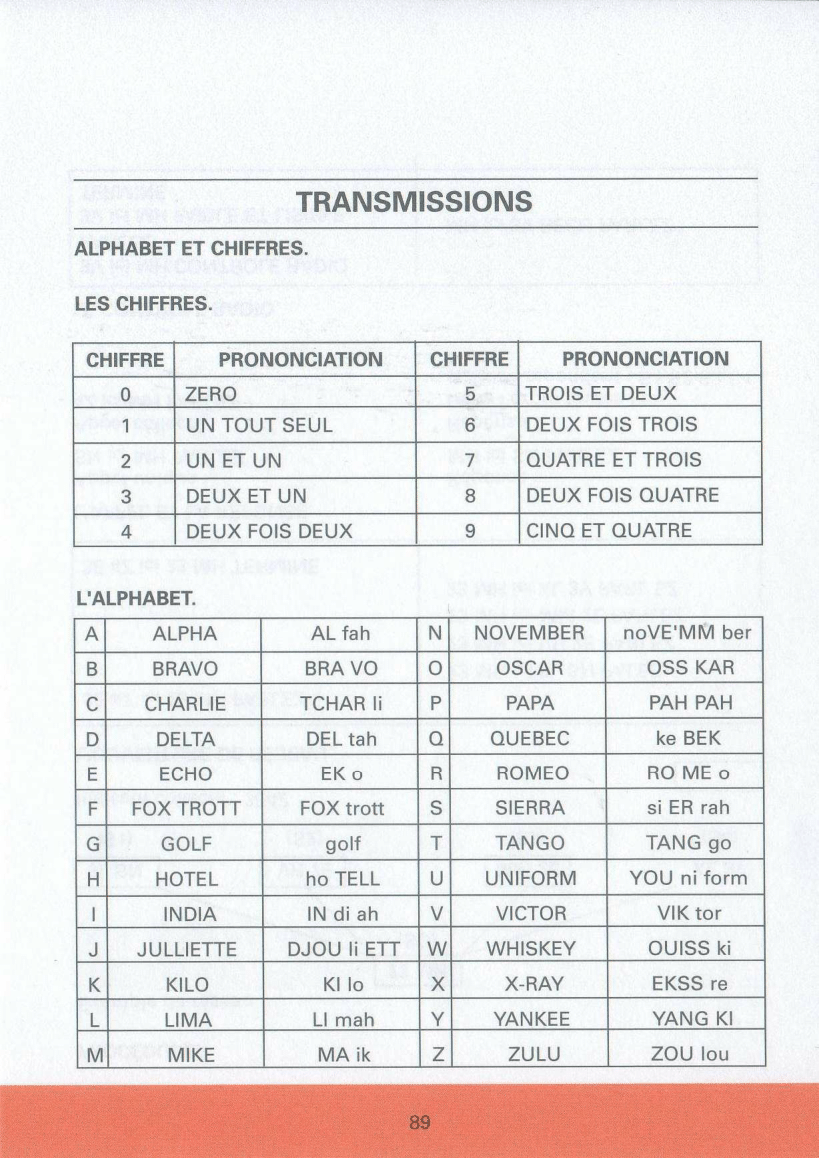 TRANSMISSIONS
ALPHABET ET CHIFFRES.
LES CHIFFRES.
CHIFFRE PRONONCIATION CHIFFRE PRONONCIATION
0 ZERO 5 TROIS ET DEUX
1 UN TOUT SEUL 6 DEUX FOIS TROIS
2 UN ET UN 7 QUATRE ET TROIS
3 DEUX ET UN 8 DEUX FOIS QUATRE
4 DEUX FOIS DEUX 9 CINQ ET QUATRE
L'ALPHABET.
A ALPHA AL fah N NOVEMBER noVE'MM ber
B BRAVO BRA VO O OSCAR OSS KAR
C CHARLIE TCHAR li P PAPA PAH PAH
D DELTA DEL tah Q QUEBEC ke BEK
E ECHO EK o R ROMEO RO ME o
F FOX TROTT FOX trott S SIERRA si ER rah
G GOLF golf T TANGO TANG go
H HOTEL ho TELL U UNIFORM YOU ni form
I INDIA IN di ah V VICTOR VIK tor
J JULLIETTE DJOU li ETT W WHISKEY OUISS ki
K KILO KI lo X X-RAY EKSS re
L LIMA LI mah Y YANKEE YANG KI
M MIKE MA ik Z ZULU ZOU lou
89